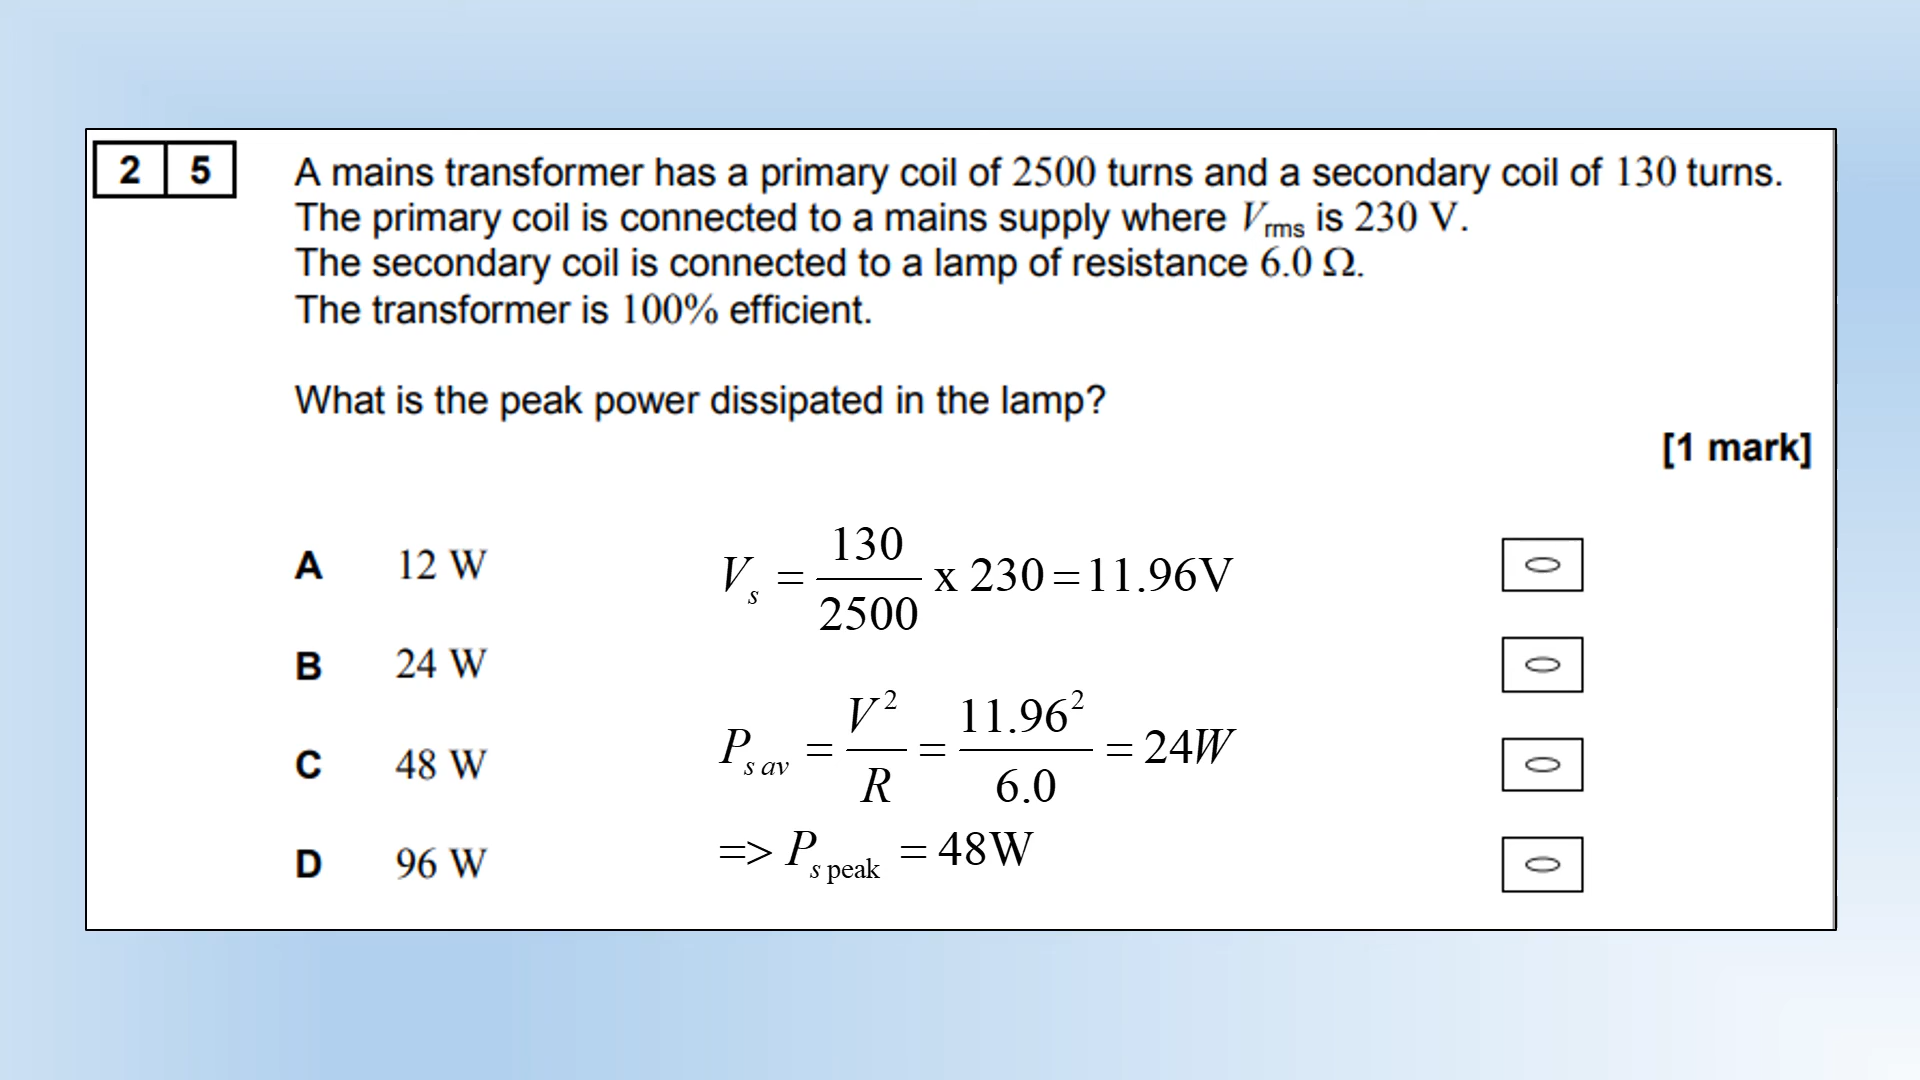 2 5
A mains transformer has a primary coil of 2500 turns and a secondary coil of 130 turns.
The primary coil is connected to a mains supply where V_rms is 230 V.
The secondary coil is connected to a lamp of resistance 6.0 Ω.
The transformer is 100% efficient.
What is the peak power dissipated in the lamp?
[1 mark]
A 12 W
B 24 W
C 48 W
D 96 W
V_s = 130/2500 x 230 = 11.96V
P_s av = V²/R = 11.96²/6.0 = 24W
=> P_s peak = 48W